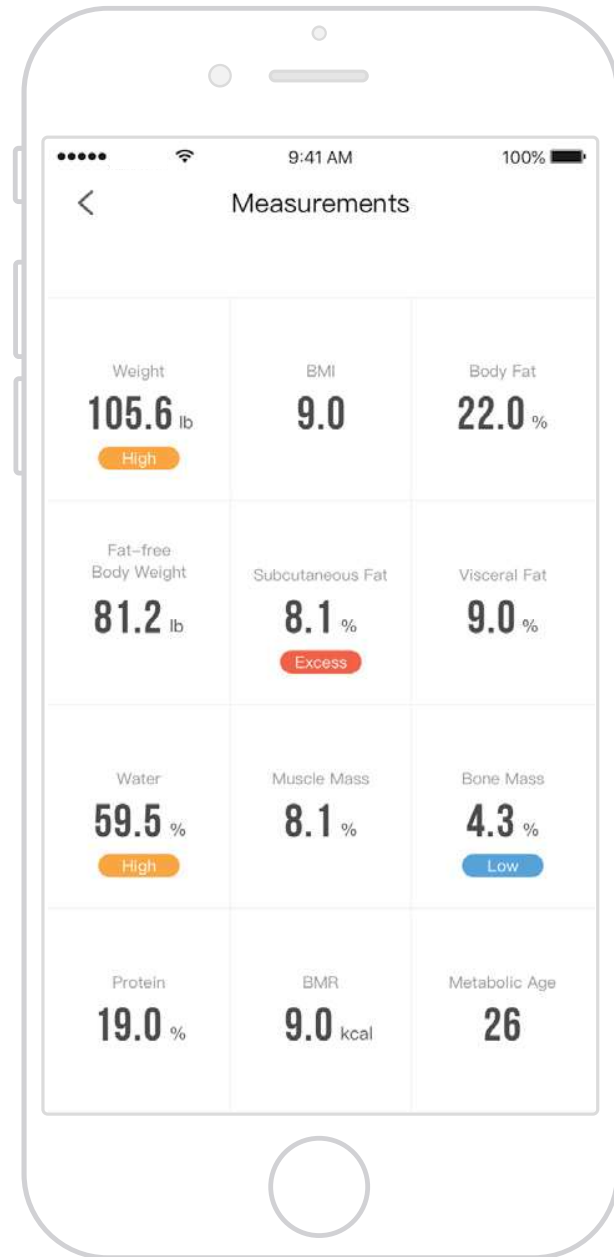 9:41 AM 100%
Measurements
Weight BMI Body Fat
105.6 lb 9.0 22.0 %
High
Fat-free
Body Weight Subcutaneous Fat Visceral Fat
81.2 lb 8.1 % 9.0 %
Excess
Water Muscle Mass Bone Mass
59.5 % 8.1 % 4.3 %
High Low
Protein BMR Metabolic Age
19.0 % 9.0 kcal 26